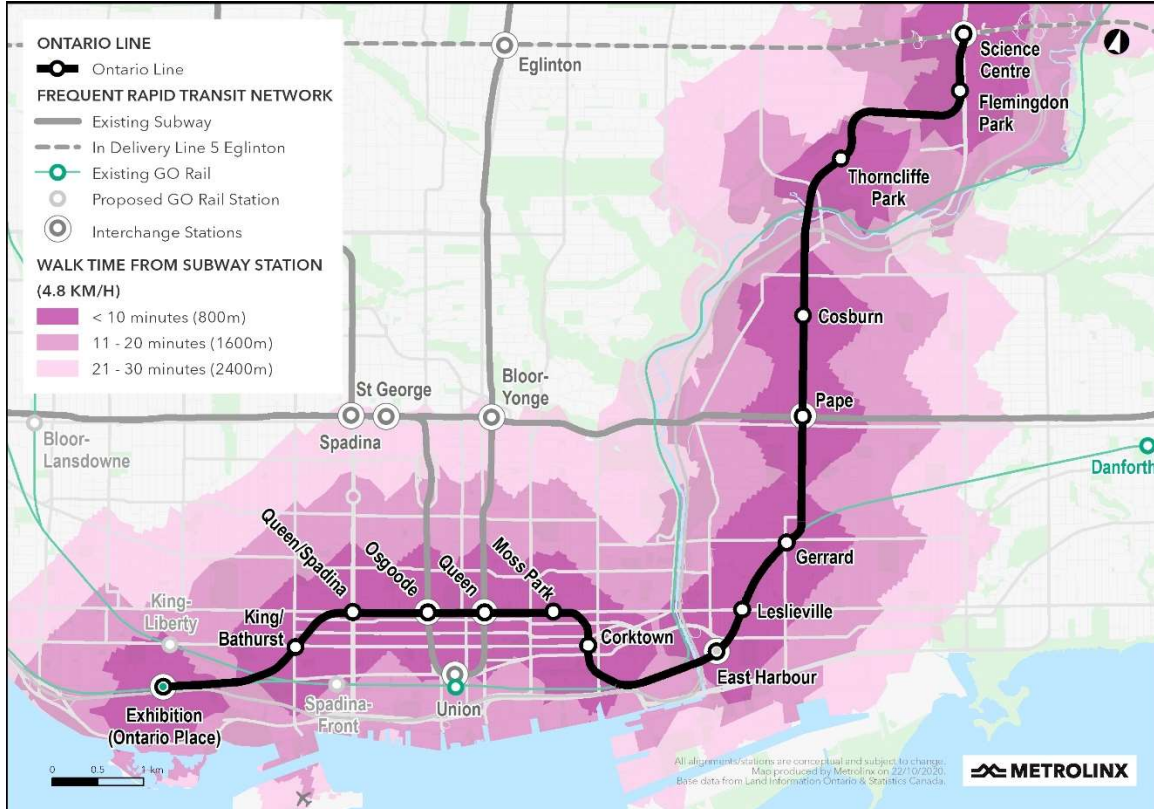 ONTARIO LINE
Ontario Line
FREQUENT RAPID TRANSIT NETWORK
Existing Subway
In Delivery Line 5 Eglinton
Existing GO Rail
Proposed GO Rail Station
Interchange Stations
WALK TIME FROM SUBWAY STATION
(4.8 KM/H)
< 10 minutes (800m)
11 - 20 minutes (1600m)
21 - 30 minutes (2400m)
Eglinton
Science
Centre
Flemingdon
Park
Thorncliffe
Park
Cosburn
St George
Bloor-
Yonge
Spadina
Pape
Bloor-
Lansdowne
Danforth
Queen/Spadina
Osgoode
Queen
Moss Park
Gerrard
King-
Liberty
King/
Bathurst
Leslieville
Corktown
East Harbour
Exhibition
(Ontario Place)
Spadina-
Front
Union
0 0.5 1 km
All alignments/stations are conceptual and subject to change.
Map produced by Metrolinx on 22/10/2020.
Base data from Land Information Ontario & Statistics Canada.
METROLINX